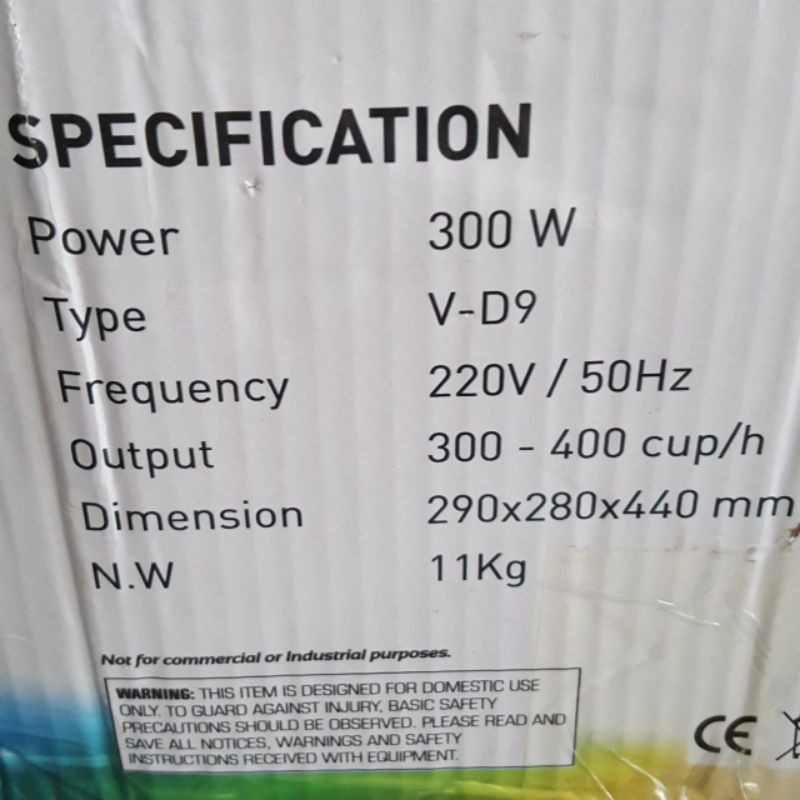 SPECIFICATION
Power 300 W
Type V-D9
Frequency 220V / 50Hz
Output 300 - 400 cup/h
Dimension 290x280x440 mm
N.W 11Kg
Not for commercial or Industrial purposes.
WARNING: THIS ITEM IS DESIGNED FOR DOMESTIC USE
ONLY. TO GUARD AGAINST INJURY, BASIC SAFETY
PRECAUTIONS SHOULD BE OBSERVED. PLEASE READ AND
SAVE ALL NOTICES, WARNINGS AND SAFETY
INSTRUCTIONS RECEIVED WITH EQUIPMENT.
CE